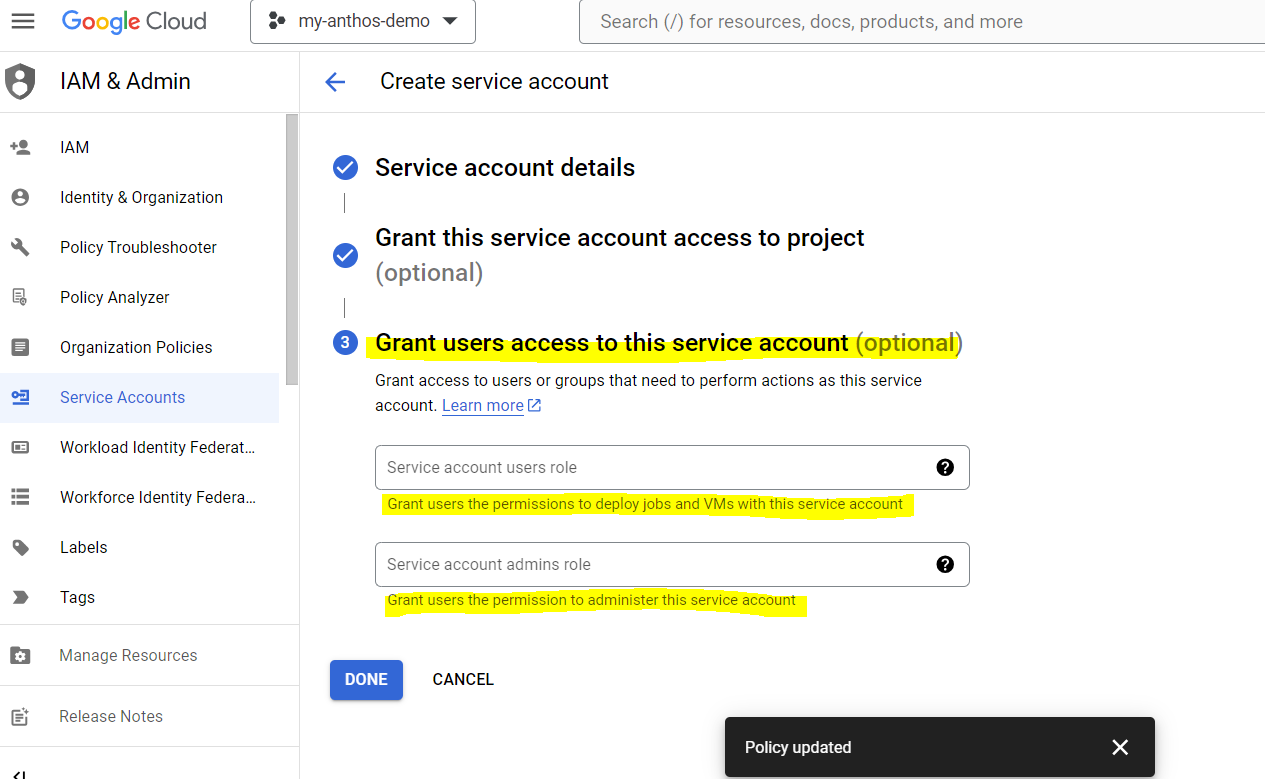 Google Cloud
my-anthos-demo
Search (/) for resources, docs, products, and more
IAM & Admin
Create service account
IAM
Identity & Organization
Policy Troubleshooter
Policy Analyzer
Organization Policies
Service Accounts
Workload Identity Federat...
Workforce Identity Federa...
Labels
Tags
Manage Resources
Release Notes
Service account details
Grant this service account access to project
(optional)
3 Grant users access to this service account (optional)
Grant access to users or groups that need to perform actions as this service
account. Learn more
Service account users role
?
Grant users the permissions to deploy jobs and VMs with this service account
Service account admins role
?
Grant users the permission to administer this service account
DONE
CANCEL
Policy updated